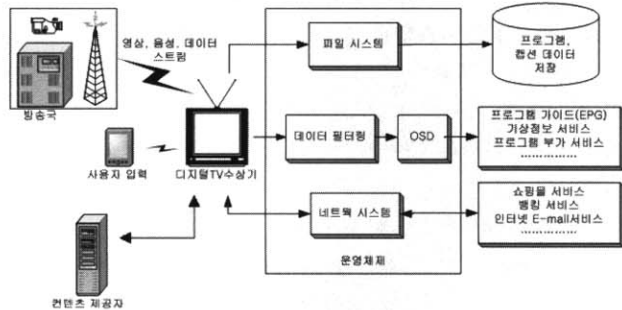 영상, 음성, 데이터
스트림
방송국
사용자 입력
디지털TV수상기
컨텐츠 제공자
파일 시스템
데이터 필터링
OSD
네트웍 시스템
운영체제
프로그램,
캡션 데이터
저장
프로그램 가이드(EPG)
기상정보 서비스
프로그램 부가 서비스
……………
쇼핑몰 서비스
뱅킹 서비스
인터넷 E-mail서비스
……………